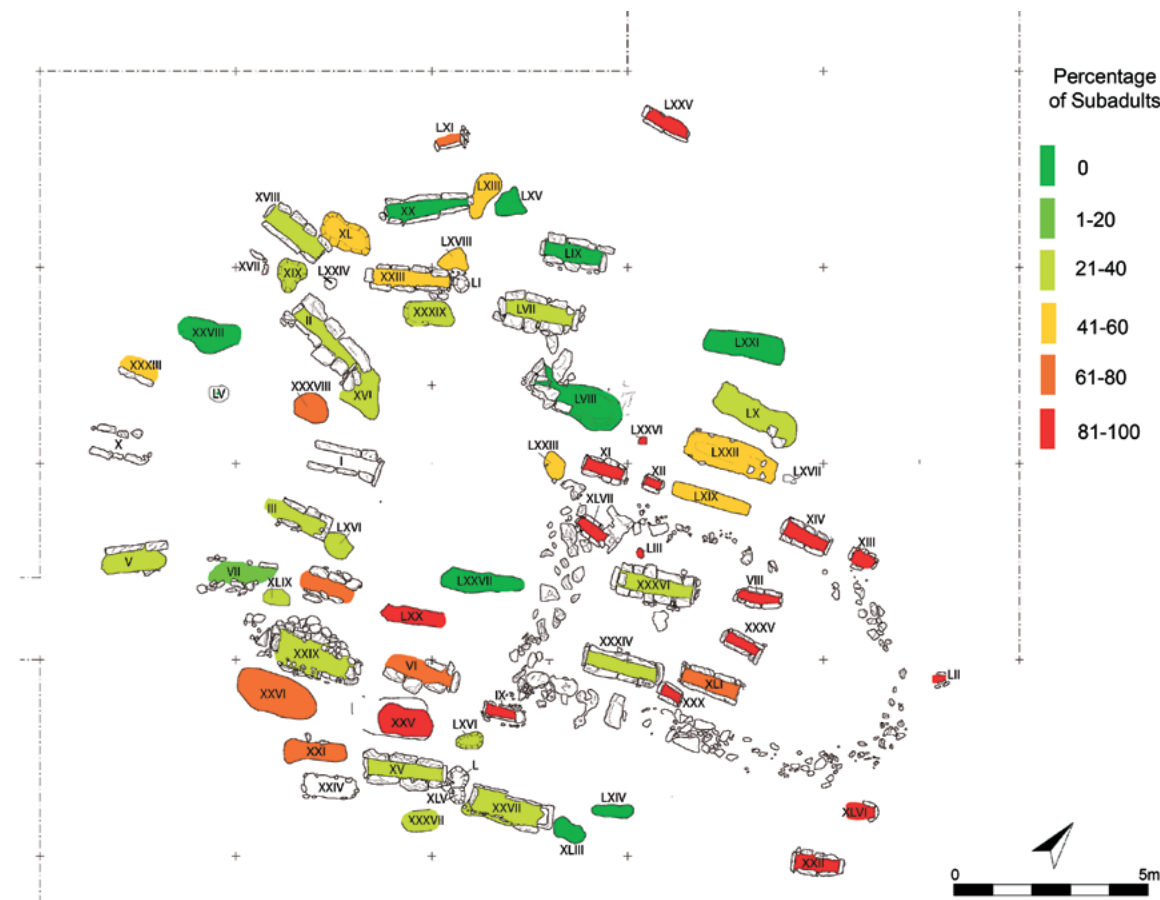 LXXV
Percentage
of Subadults
LXI
0
LXIII
XVIII
LXV
XX
1-20
XL
LXVIII
LIX
XVII
XIX
LXXIV
XXIII
LI
21-40
XXXIX
LVII
II
41-60
XXVIII
LXXI
XXXIII
61-80
LV
XXXVIII
XVI
LVIII
LX
LXXVI
81-100
X
I
LXXIII
XI
XII
LXXII
LXVII
LXIX
XLVII
III
LXVI
XIV
XIII
LIII
V
VII
LXXVII
XXXVI
VIII
XLIX
LXX
XXXV
XXIX
XXXIV
VI
XLI
LII
XXVI
XXX
IX
XXV
LXVI
XXI
XV
L
XXIV
XLV
XXVII
LXIV
XLVI
XXXVII
XLIII
XXII
0
5m